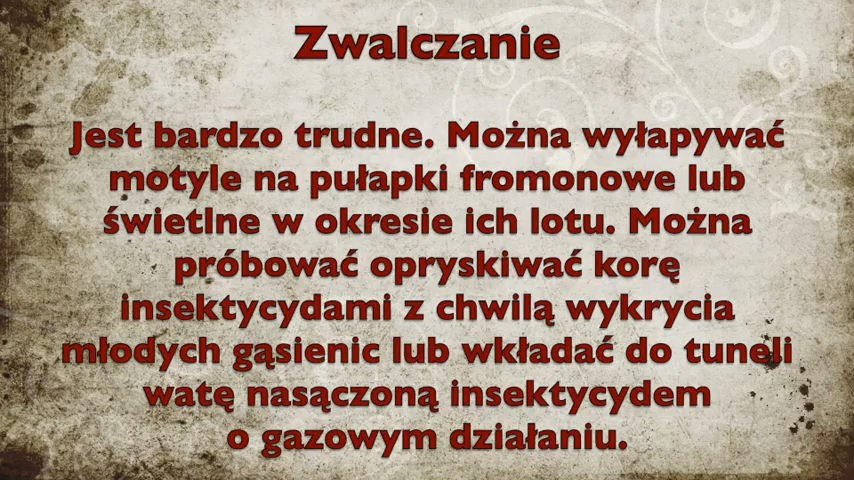 Zwalczanie
Jest bardzo trudne. Można wyłapywać
motyle na pułapki fromonowe lub
świetlne w okresie ich lotu. Można
próbować opryskiwać korę
insektycydami z chwilą wykrycia
młodych gąsienic lub wkładać do tuneli
watę nasączoną insektycydem
o gazowym działaniu.